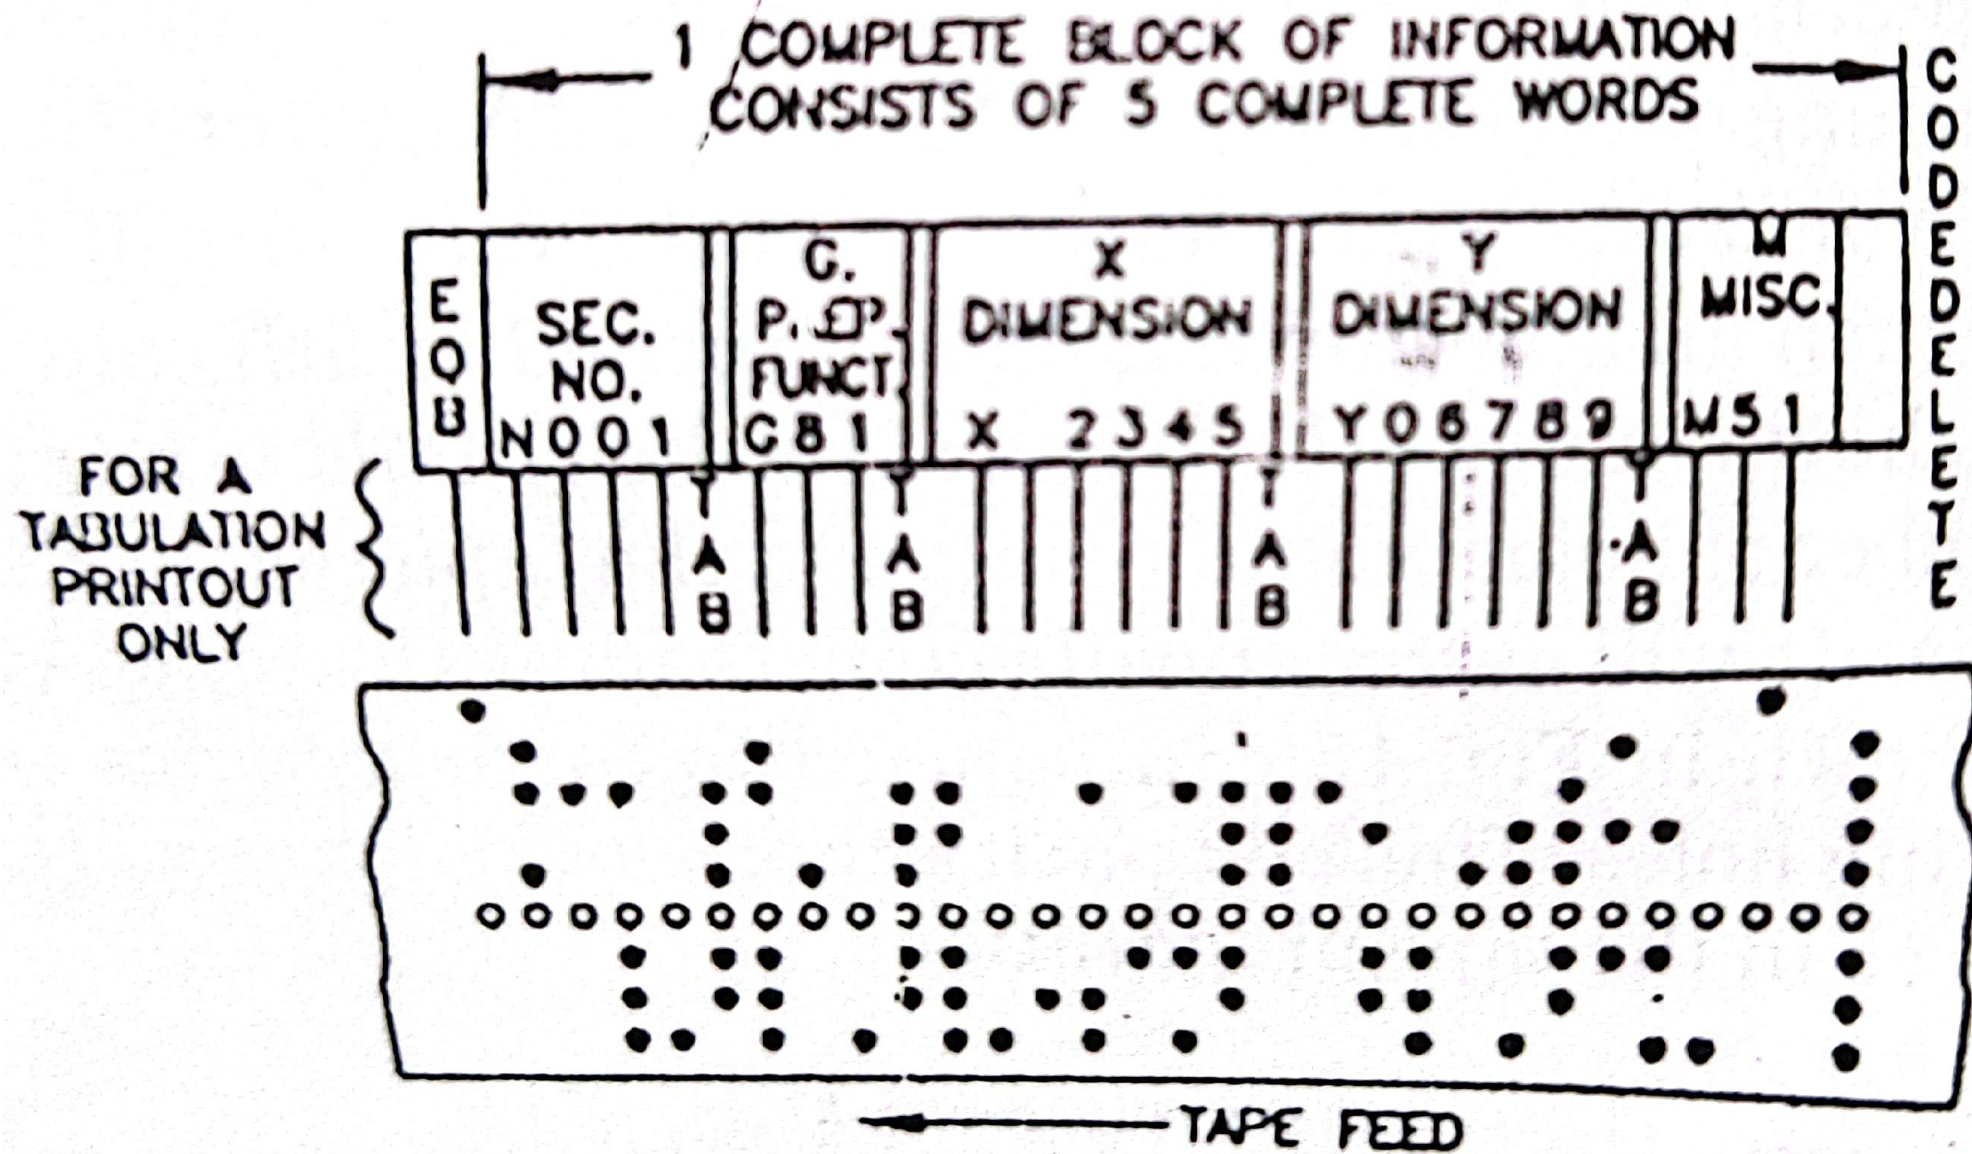 1 COMPLETE BLOCK OF INFORMATION
CONSISTS OF 5 COMPLETE WORDS
CODE DELETE
EOB
SEC.
NO.
N001
G.
FUNCT.
G81
X
DIMENSION
X 2345
Y
DIMENSION
Y06789
M
MISC.
M51
FOR A
TABULATION
PRINTOUT
ONLY
TAB
TAB
TAB
TAB
TAPE FEED